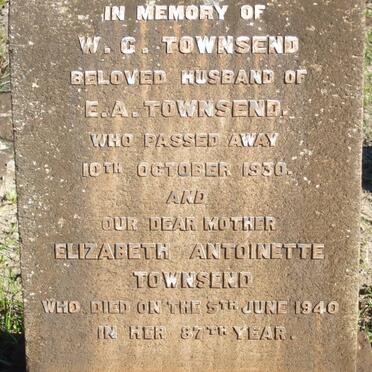 IN MEMORY OF
W. G. TOWNSEND
BELOVED HUSBAND OF
E.A. TOWNSEND.
WHO PASSED AWAY
10TH OCTOBER 1930.
AND
OUR DEAR MOTHER
ELIZABETH ANTOINETTE
TOWNSEND
WHO DIED ON THE 5TH JUNE 1940
IN HER 87TH YEAR.